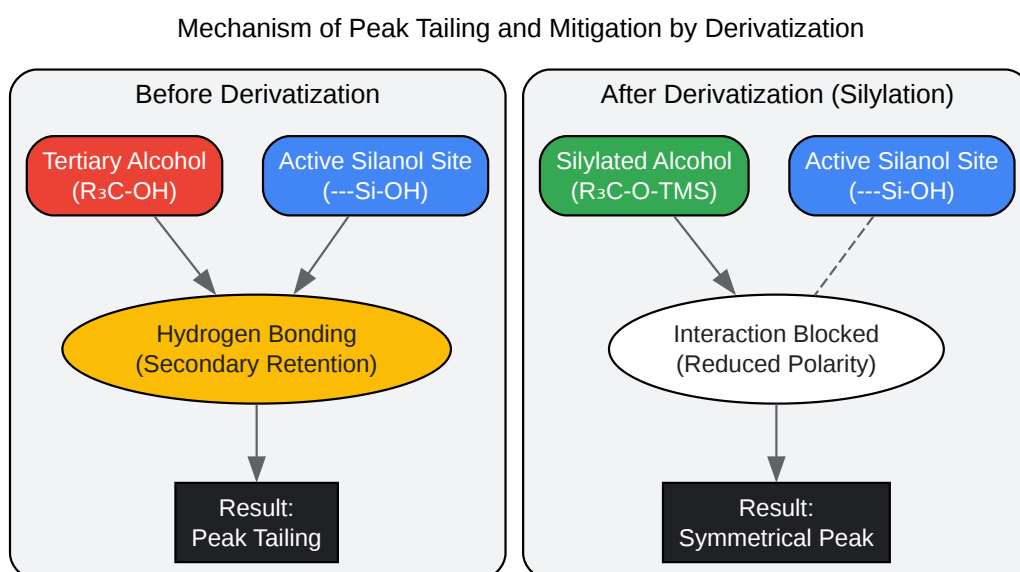 Mechanism of Peak Tailing and Mitigation by Derivatization
Before Derivatization
Tertiary Alcohol
(R₃C-OH)
Active Silanol Site
(---Si-OH)
Hydrogen Bonding
(Secondary Retention)
Result:
Peak Tailing
After Derivatization (Silylation)
Silylated Alcohol
(R₃C-O-TMS)
Active Silanol Site
(---Si-OH)
Interaction Blocked
(Reduced Polarity)
Result:
Symmetrical Peak